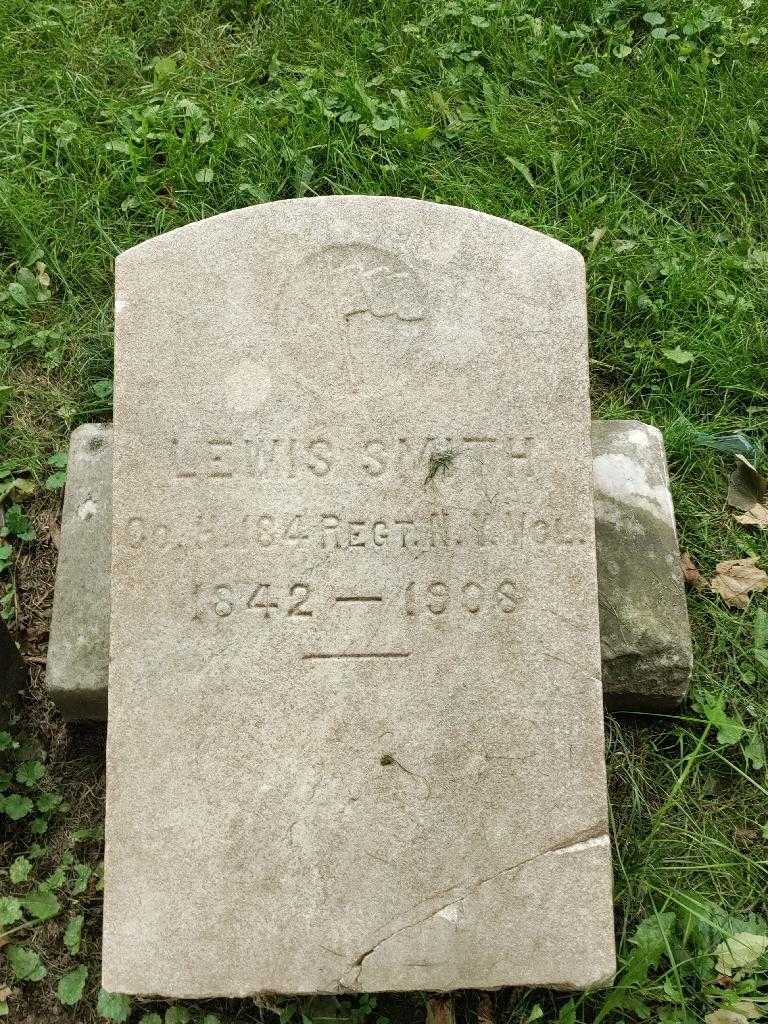 LEWIS SMITH
CO. H. 184 REGT. N. Y. VOL.
1842 — 1908